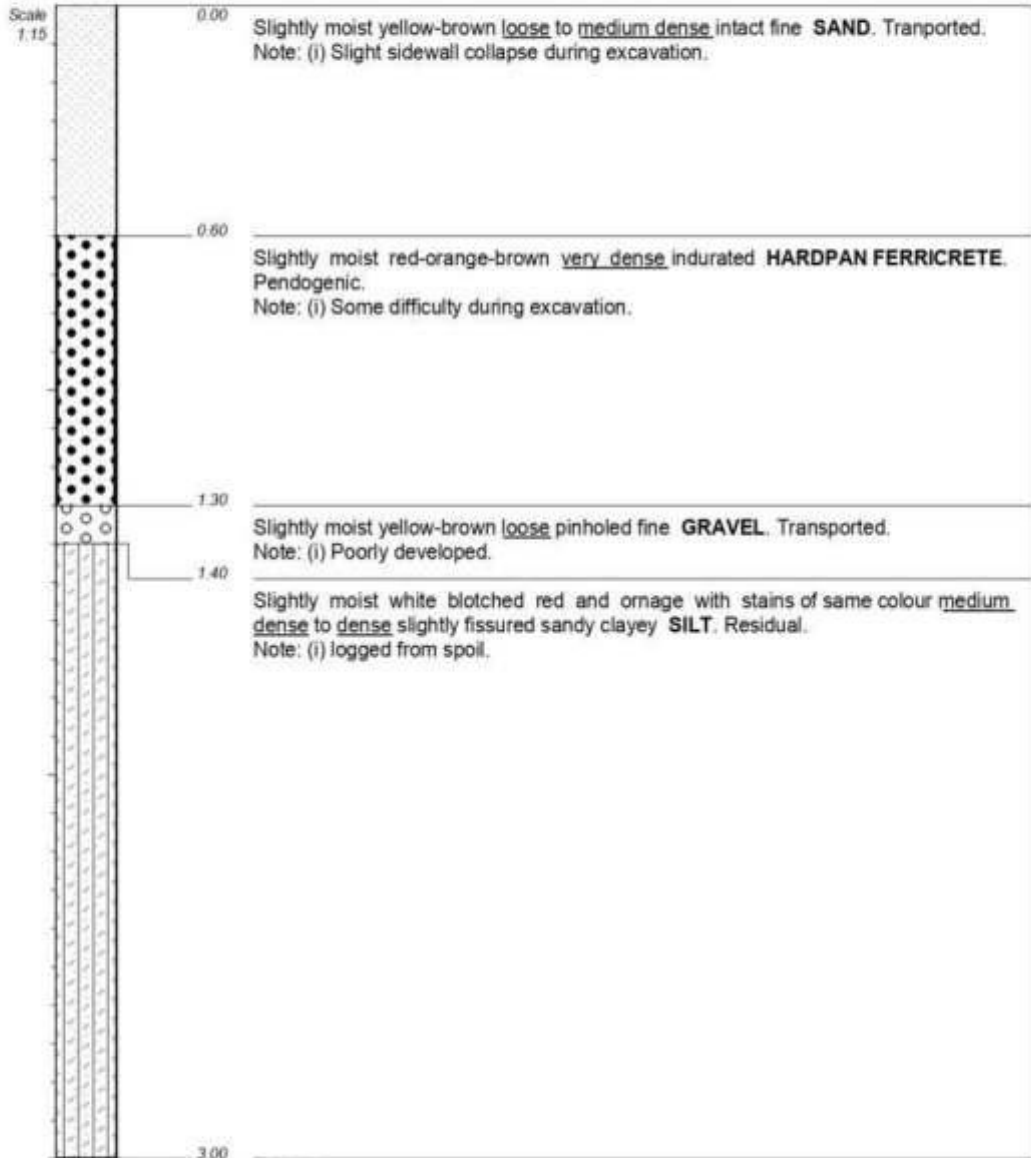 Scale
1:15
0.00
Slightly moist yellow-brown loose to medium dense intact fine SAND. Tranported.
Note: (i) Slight sidewall collapse during excavation.
0.60
Slightly moist red-orange-brown very dense indurated HARDPAN FERRICRETE.
Pendogenic.
Note: (i) Some difficulty during excavation.
1.30
Slightly moist yellow-brown loose pinholed fine GRAVEL. Transported.
Note: (i) Poorly developed.
1.40
Slightly moist white blotched red and ornage with stains of same colour medium
dense to dense slightly fissured sandy clayey SILT. Residual.
Note: (i) logged from spoil.
3.00